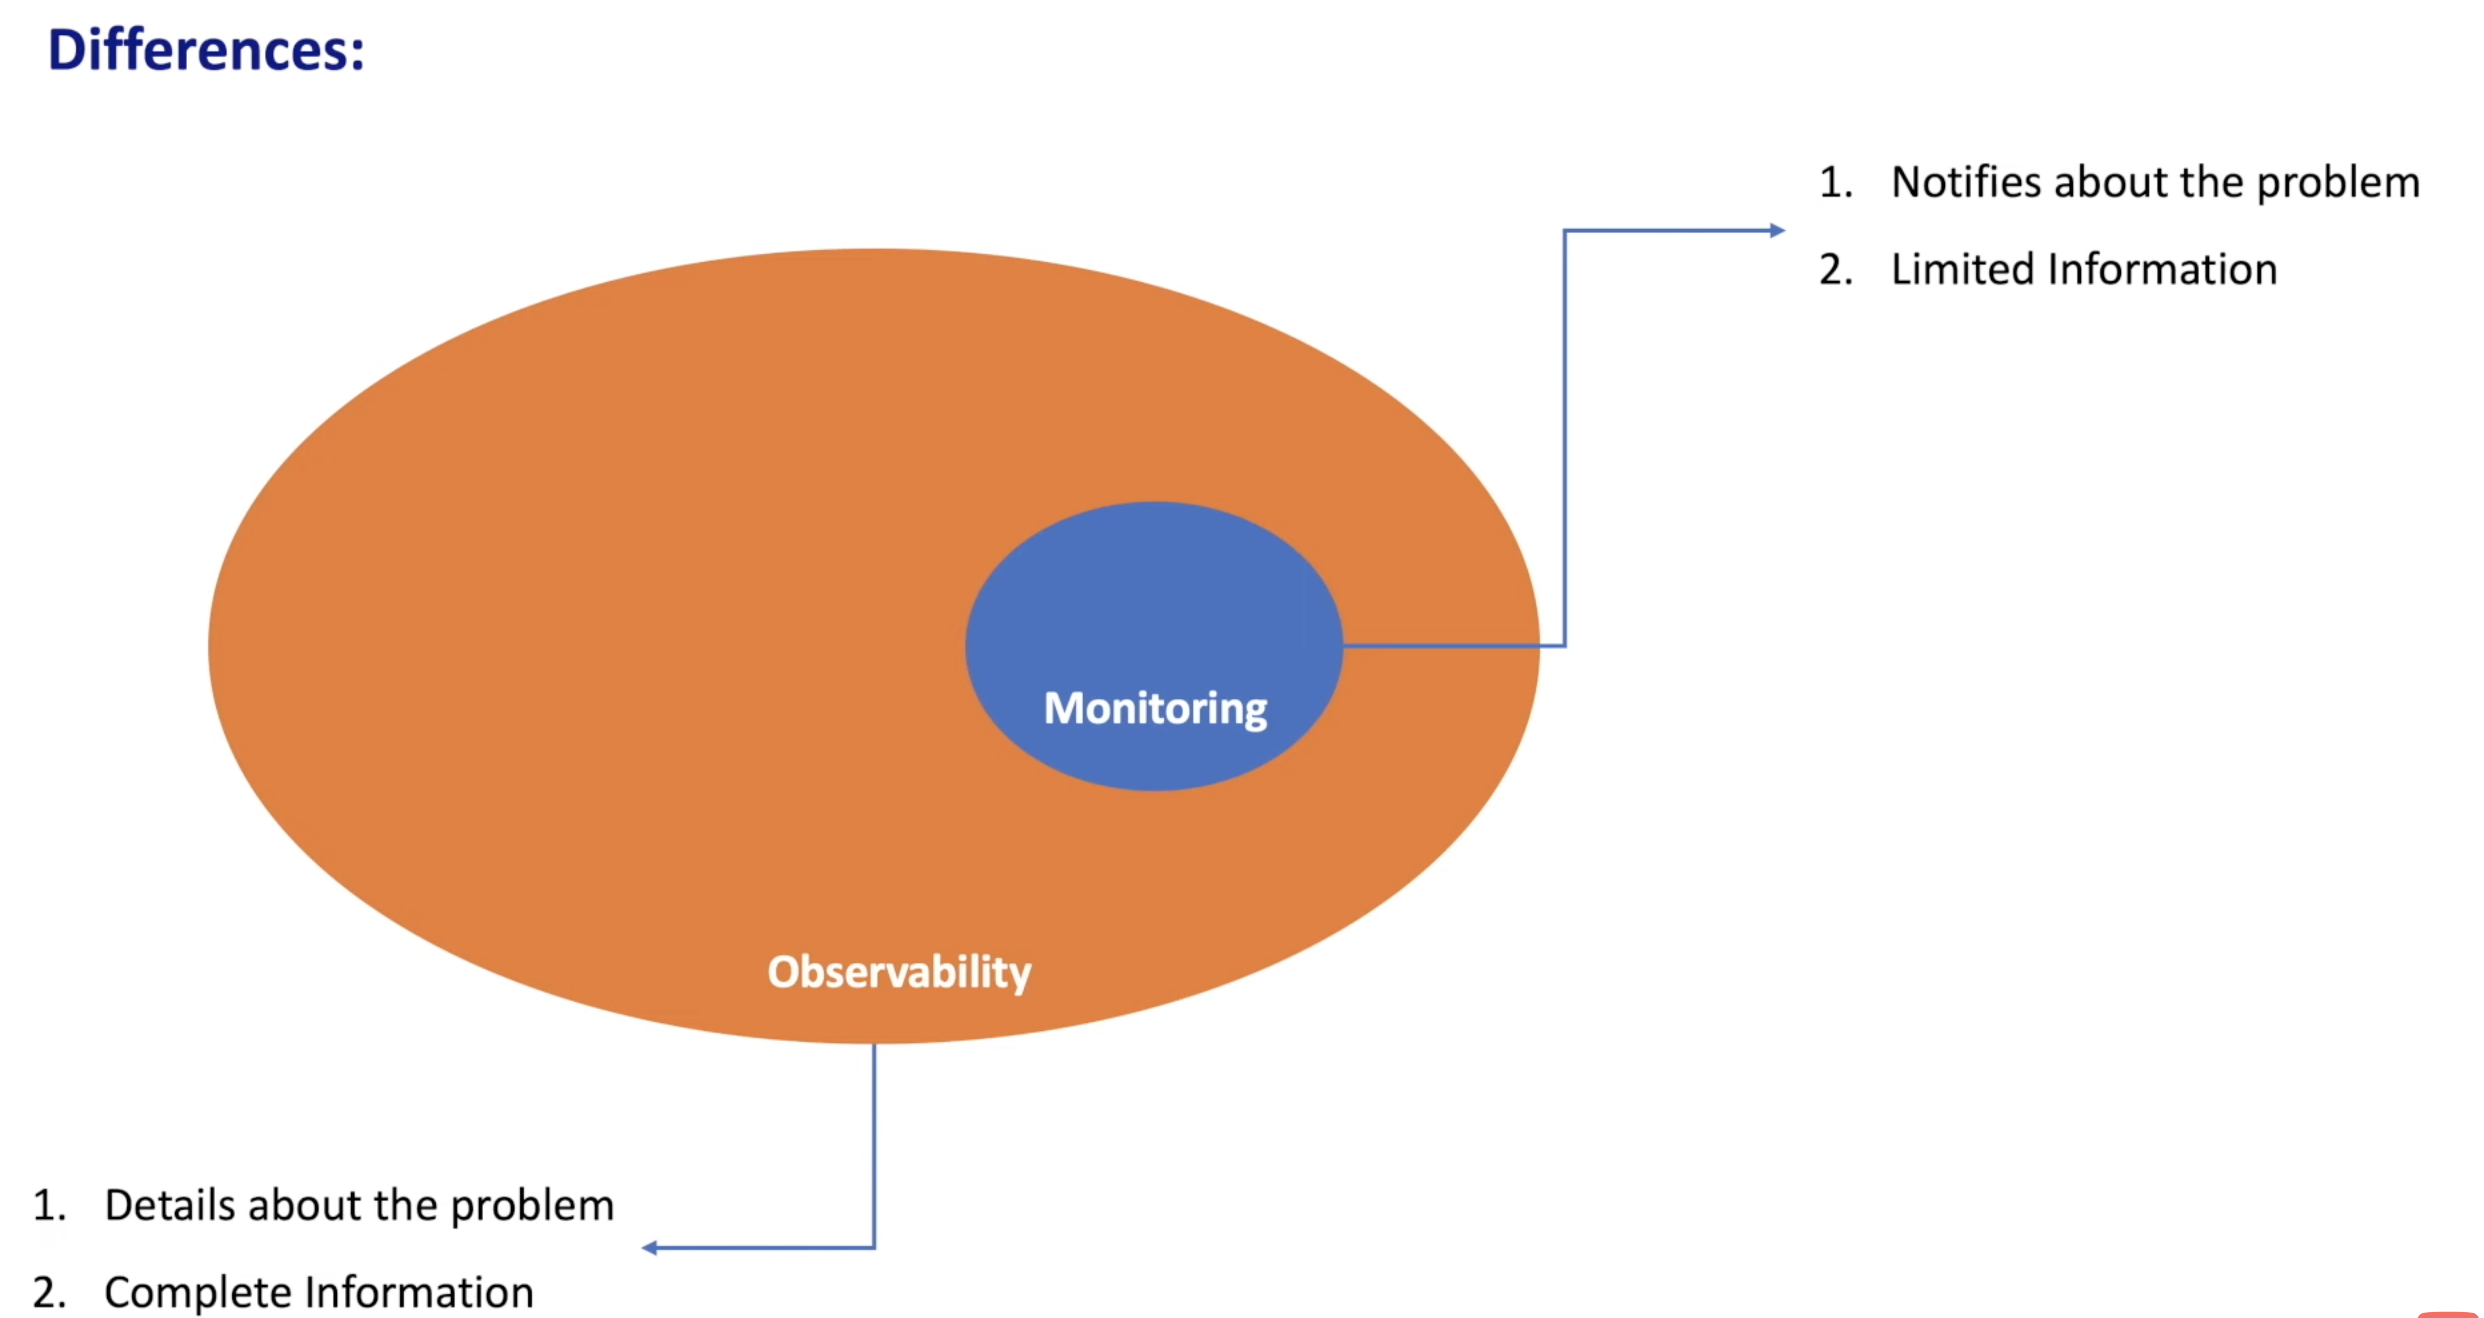 Differences:
1. Notifies about the problem
2. Limited Information
Monitoring
Observability
1. Details about the problem
2. Complete Information